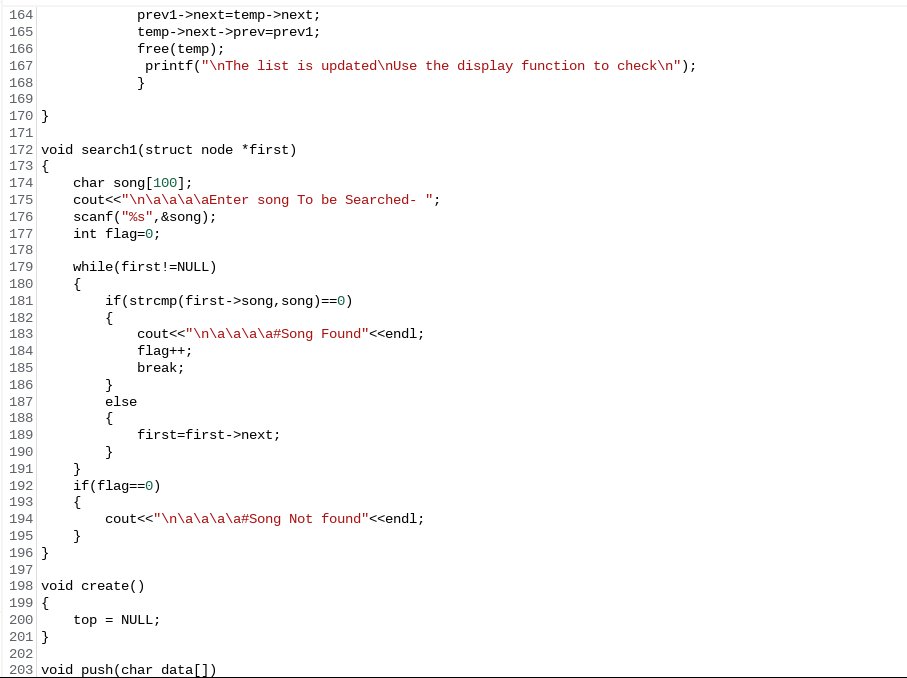 164             prev1->next=temp->next;
165             temp->next->prev=prev1;
166             free(temp);
167              printf("\nThe list is updated\nUse the display function to check\n");
168             }
169
170 }
171
172 void search1(struct node *first)
173 {
174     char song[100];
175     cout<<"\n\a\a\a\aEnter song To be Searched- ";
176     scanf("%s",&song);
177     int flag=0;
178
179     while(first!=NULL)
180     {
181         if(strcmp(first->song,song)==0)
182         {
183             cout<<"\n\a\a\a\a#Song Found"<<endl;
184             flag++;
185             break;
186         }
187         else
188         {
189             first=first->next;
190         }
191     }
192     if(flag==0)
193     {
194         cout<<"\n\a\a\a\a#Song Not found"<<endl;
195     }
196 }
197
198 void create()
199 {
200     top = NULL;
201 }
202
203 void push(char data[])